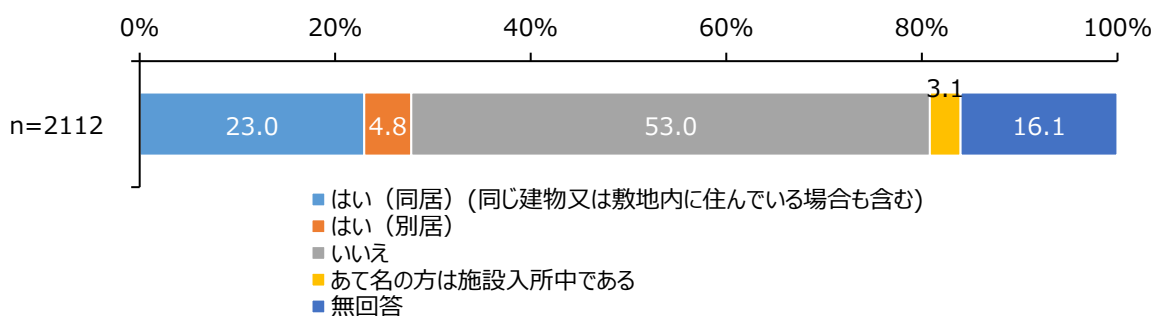 0% 20% 40% 60% 80% 100%
3.1
n=2112 23.0 4.8 53.0 16.1
はい（同居）(同じ建物又は敷地内に住んでいる場合も含む)
はい（別居）
いいえ
あて名の方は施設入所中である
無回答